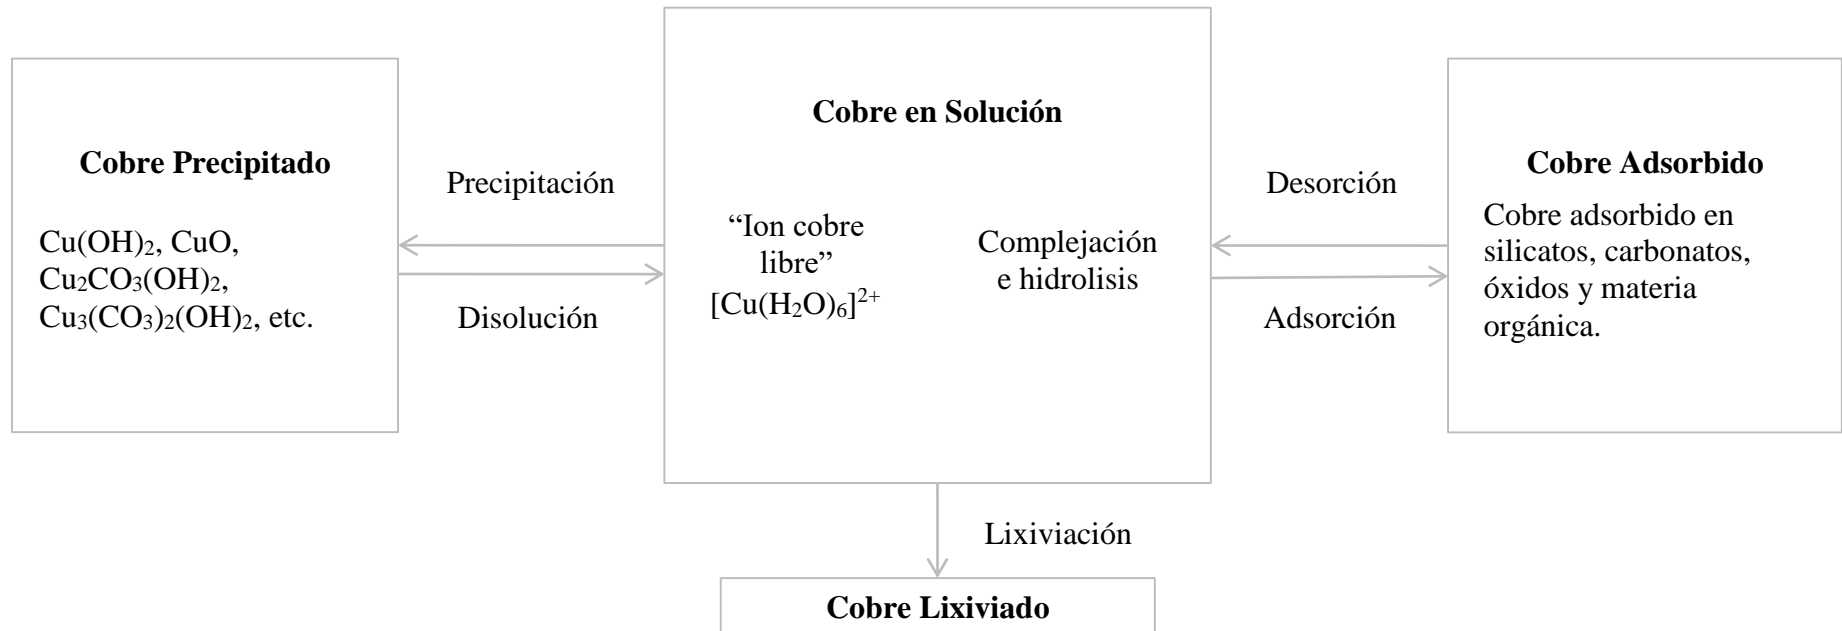 Cobre Precipitado
Cu(OH)₂, CuO,
Cu₂CO₃(OH)₂,
Cu₃(CO₃)₂(OH)₂, etc.
Precipitación
Disolución
Cobre en Solución
“Ion cobre
libre”
[Cu(H₂O)₆]²⁺
Complejación
e hidrolisis
Desorción
Adsorción
Cobre Adsorbido
Cobre adsorbido en
silicatos, carbonatos,
óxidos y materia
orgánica.
Lixiviación
Cobre Lixiviado